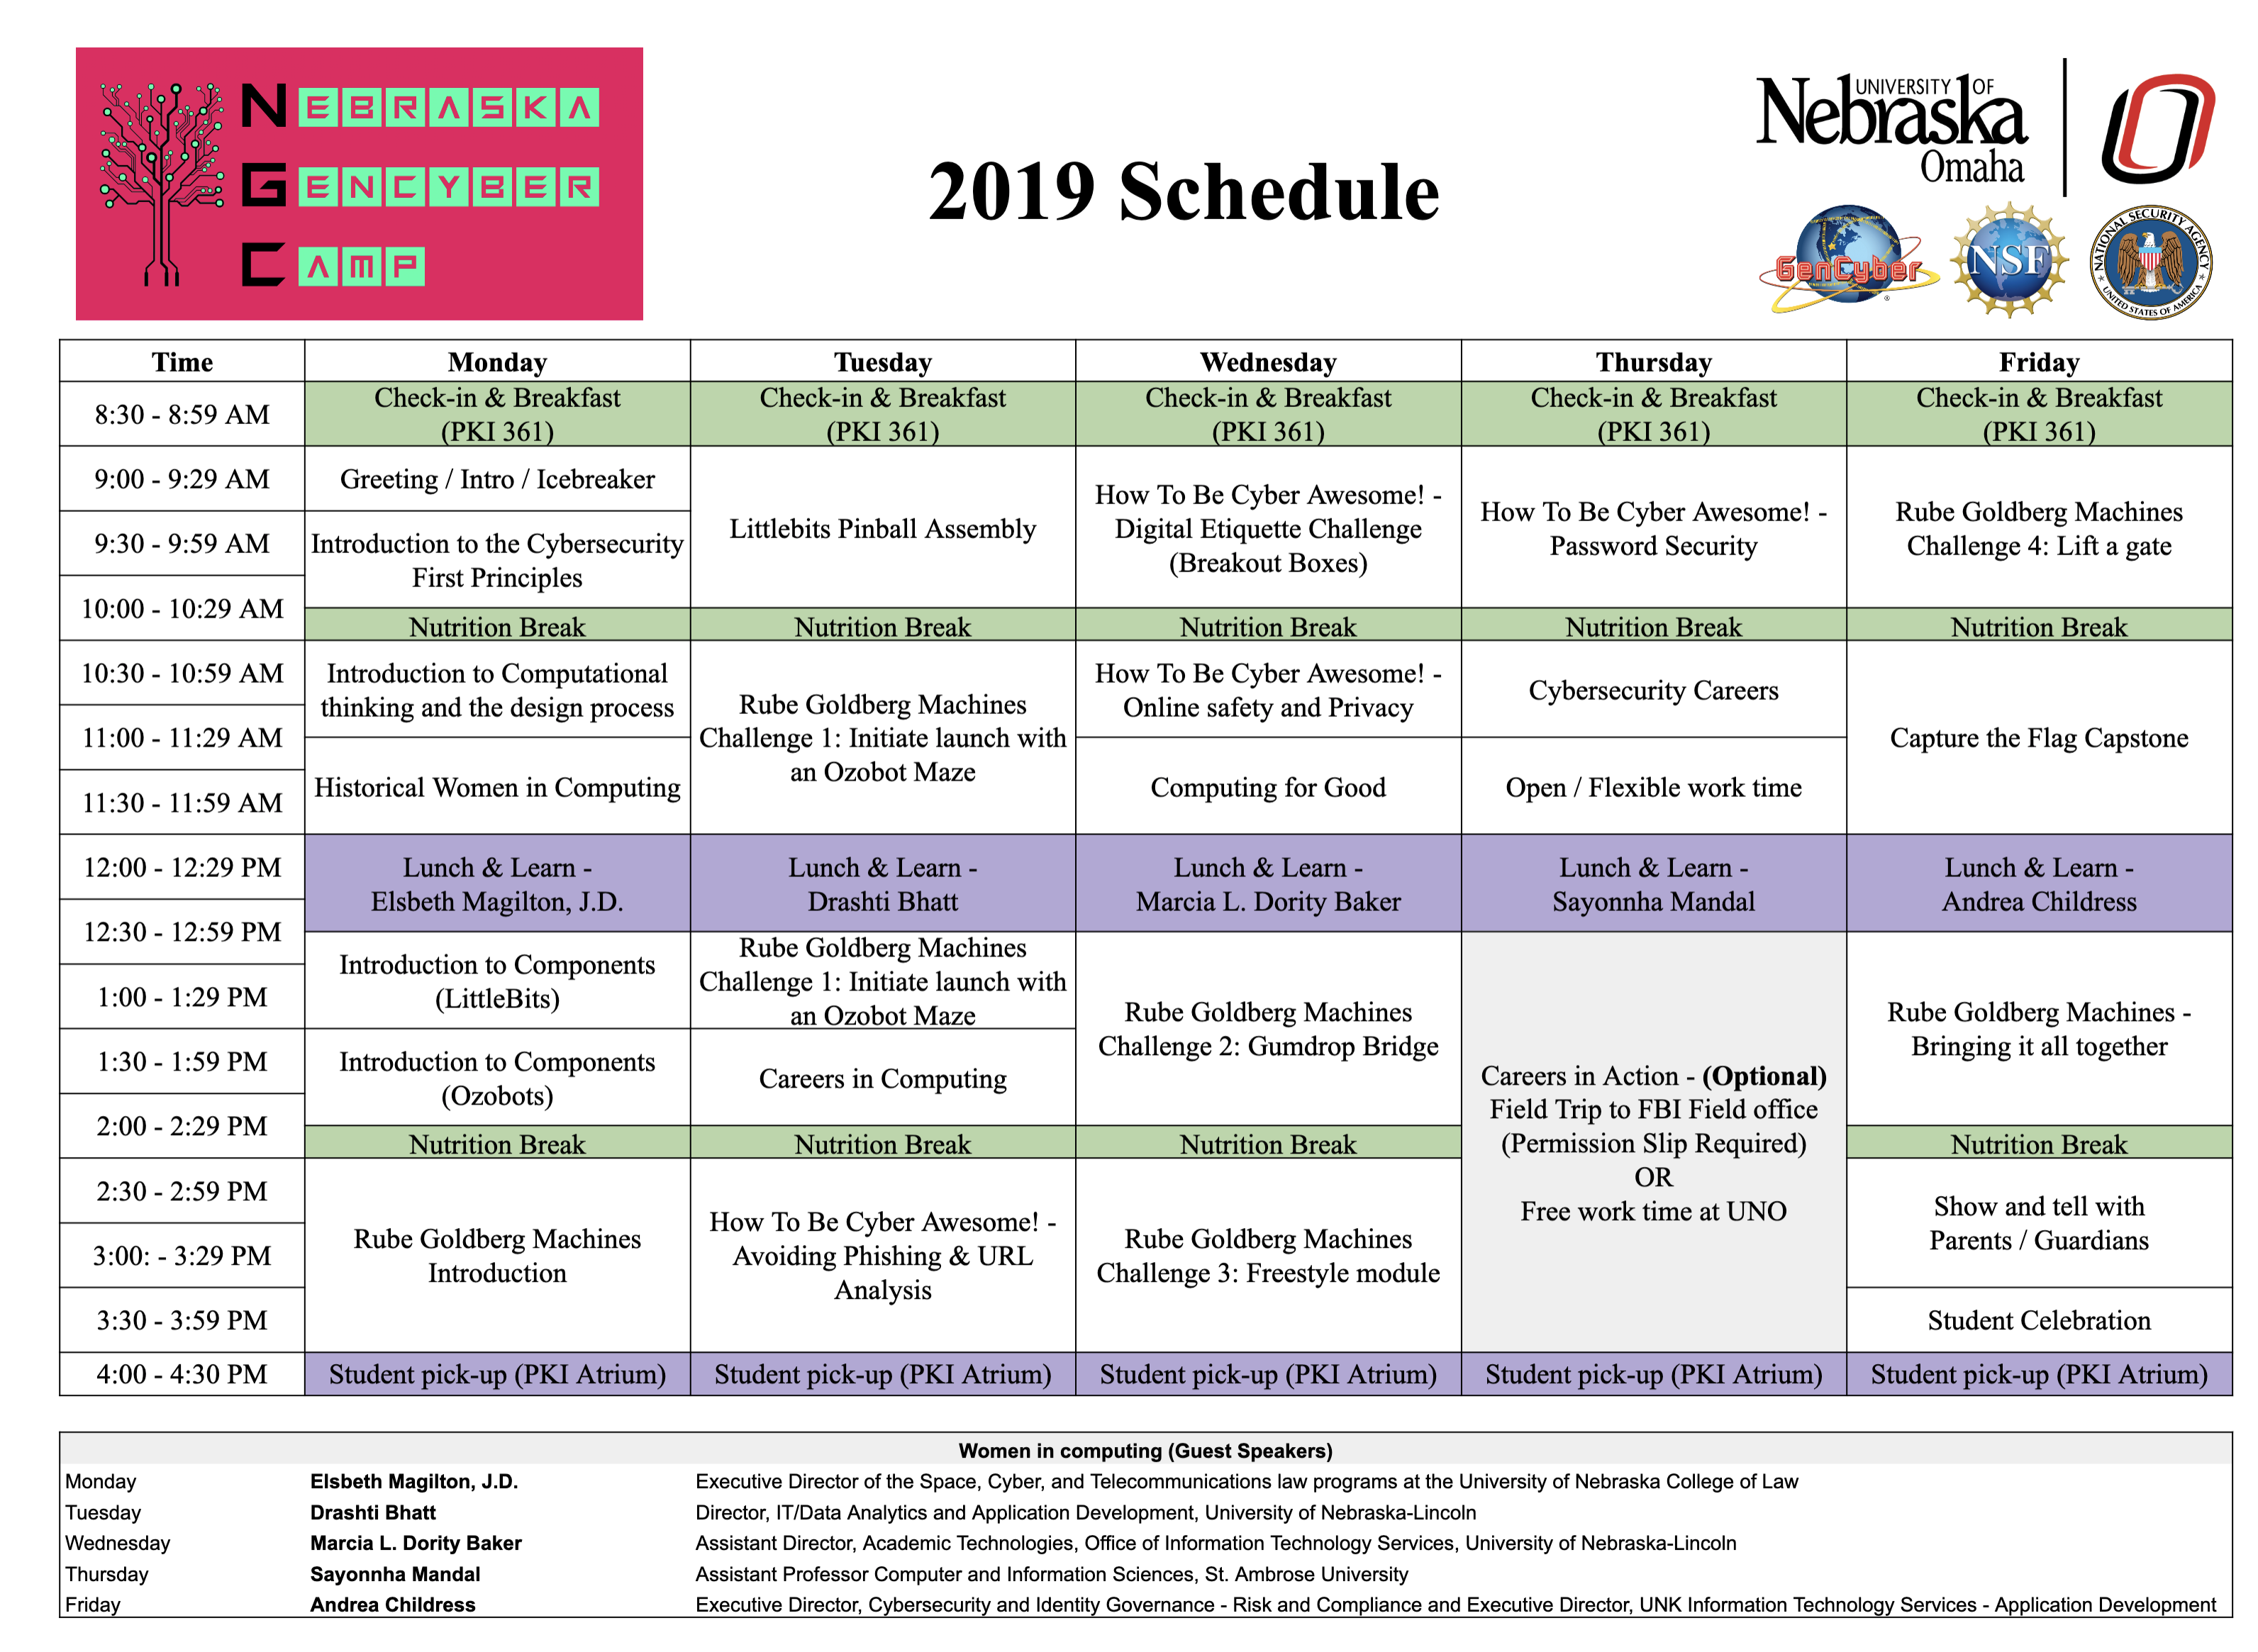 NEBRASKA
GENCYBER
CAMP
2019 Schedule
UNIVERSITY OF
Nebraska
Omaha
GenCyber
®
NSF
NATIONAL SECURITY AGENCY
UNITED STATES OF AMERICA
Time Monday Tuesday Wednesday Thursday Friday
8:30 - 8:59 AM
Check-in & Breakfast
(PKI 361)
Check-in & Breakfast
(PKI 361)
Check-in & Breakfast
(PKI 361)
Check-in & Breakfast
(PKI 361)
Check-in & Breakfast
(PKI 361)
9:00 - 9:29 AM
Greeting / Intro / Icebreaker
Littlebits Pinball Assembly
How To Be Cyber Awesome! -
Digital Etiquette Challenge
(Breakout Boxes)
How To Be Cyber Awesome! -
Password Security
Rube Goldberg Machines
Challenge 4: Lift a gate
9:30 - 9:59 AM
Introduction to the Cybersecurity
First Principles
10:00 - 10:29 AM
Nutrition Break
Nutrition Break
Nutrition Break
Nutrition Break
Nutrition Break
10:30 - 10:59 AM
Introduction to Computational
thinking and the design process
Rube Goldberg Machines
Challenge 1: Initiate launch with
an Ozobot Maze
How To Be Cyber Awesome! -
Online safety and Privacy
Cybersecurity Careers
Capture the Flag Capstone
11:00 - 11:29 AM
Historical Women in Computing
Computing for Good
Open / Flexible work time
11:30 - 11:59 AM
12:00 - 12:29 PM
Lunch & Learn -
Elsbeth Magilton, J.D.
Lunch & Learn -
Drashti Bhatt
Lunch & Learn -
Marcia L. Dority Baker
Lunch & Learn -
Sayonnha Mandal
Lunch & Learn -
Andrea Childress
12:30 - 12:59 PM
Introduction to Components
(LittleBits)
Rube Goldberg Machines
Challenge 1: Initiate launch with
an Ozobot Maze
Rube Goldberg Machines
Challenge 2: Gumdrop Bridge
Careers in Action - (Optional)
Field Trip to FBI Field office
(Permission Slip Required)
OR
Free work time at UNO
Rube Goldberg Machines -
Bringing it all together
1:00 - 1:29 PM
1:30 - 1:59 PM
Introduction to Components
(Ozobots)
Careers in Computing
2:00 - 2:29 PM
Nutrition Break
Nutrition Break
Nutrition Break
Nutrition Break
2:30 - 2:59 PM
Rube Goldberg Machines
Introduction
How To Be Cyber Awesome! -
Avoiding Phishing & URL
Analysis
Rube Goldberg Machines
Challenge 3: Freestyle module
Show and tell with
Parents / Guardians
3:00: - 3:29 PM
3:30 - 3:59 PM
Student Celebration
4:00 - 4:30 PM
Student pick-up (PKI Atrium)
Student pick-up (PKI Atrium)
Student pick-up (PKI Atrium)
Student pick-up (PKI Atrium)
Student pick-up (PKI Atrium)
Women in computing (Guest Speakers)
Monday Elsbeth Magilton, J.D. Executive Director of the Space, Cyber, and Telecommunications law programs at the University of Nebraska College of Law
Tuesday Drashti Bhatt Director, IT/Data Analytics and Application Development, University of Nebraska-Lincoln
Wednesday Marcia L. Dority Baker Assistant Director, Academic Technologies, Office of Information Technology Services, University of Nebraska-Lincoln
Thursday Sayonnha Mandal Assistant Professor Computer and Information Sciences, St. Ambrose University
Friday Andrea Childress Executive Director, Cybersecurity and Identity Governance - Risk and Compliance and Executive Director, UNK Information Technology Services - Application Development